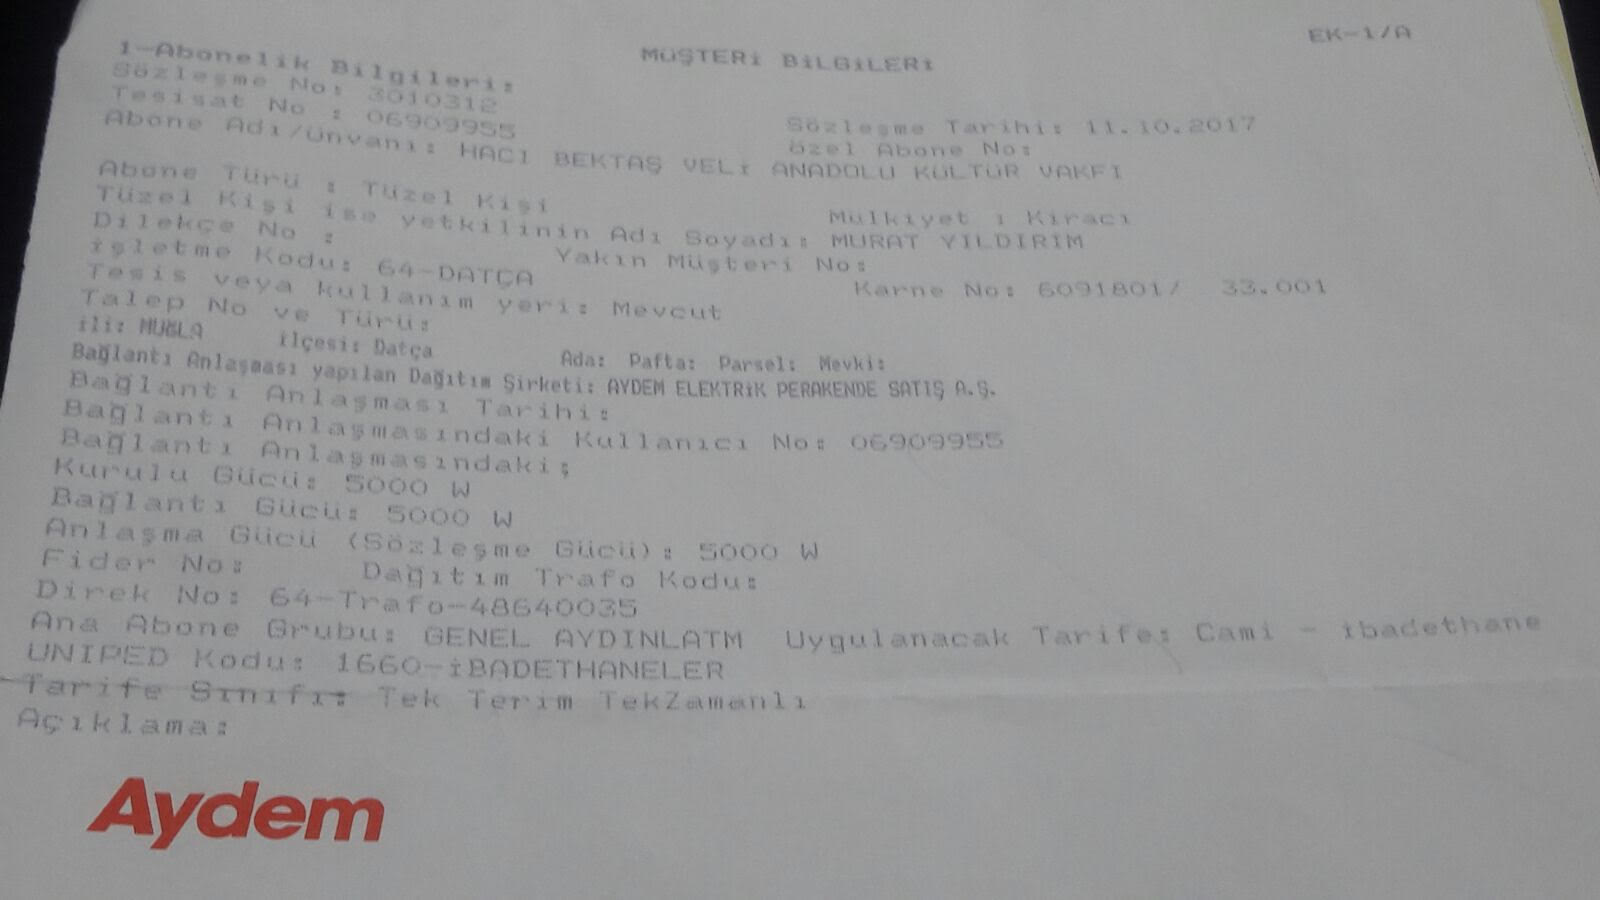 EK-1/A
MÜŞTERİ BİLGİLERİ
1-Abonelik Bilgileri:
Sözleşme No: 3010312
Tesisat No : 06909955 Sözleşme Tarihi: 11.10.2017
özel Abone No:
Abone Adı/Ünvanı: HACI BEKTAŞ VELİ ANADOLU KÜLTÜR VAKFI
Abone Türü : Tüzel Kişi Mülkiyet : Kiracı
Tüzel Kişi ise yetkilinin Adı Soyadı: MURAT YILDIRIM
Dilekçe No : Yakın Müşteri No:
işletme Kodu: 64-DATÇA Karne No: 6091801/ 33.001
Tesis veya kullanım yeri: Mevcut
Talep No ve Türü:
ili: MUĞLA ilçesi: Datça Ada: Pafta: Parsel: Mevki:
Bağlantı Anlaşması yapılan Dağıtım Şirketi: AYDEM ELEKTRİK PERAKENDE SATIŞ A.Ş.
Bağlantı Anlaşması Tarihi:
Bağlantı Anlaşmasındaki Kullanıcı No: 06909955
Bağlantı Anlaşmasındaki;
Kurulu Gücü: 5000 W
Bağlantı Gücü: 5000 W
Anlaşma Gücü (Sözleşme Gücü): 5000 W
Fider No: Dağıtım Trafo Kodu:
Direk No: 64-Trafo-48640035
Ana Abone Grubu: GENEL AYDINLATM Uygulanacak Tarife: Cami - ibadethane
UNIPED Kodu: 1660-İBADETHANELER
Tarife Sınıfı: Tek Terim TekZamanlı
Açıklama:
Aydem